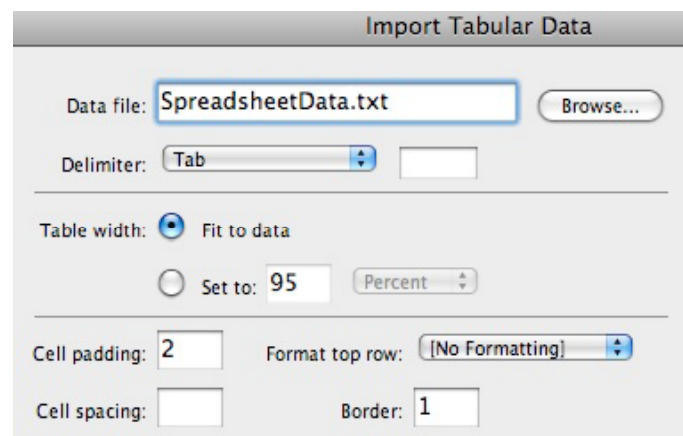 Import Tabular Data
Data file: SpreadsheetData.txt Browse...
Delimiter: Tab
Table width: Fit to data
Set to: 95 Percent
Cell padding: 2 Format top row: [No Formatting]
Cell spacing: Border: 1